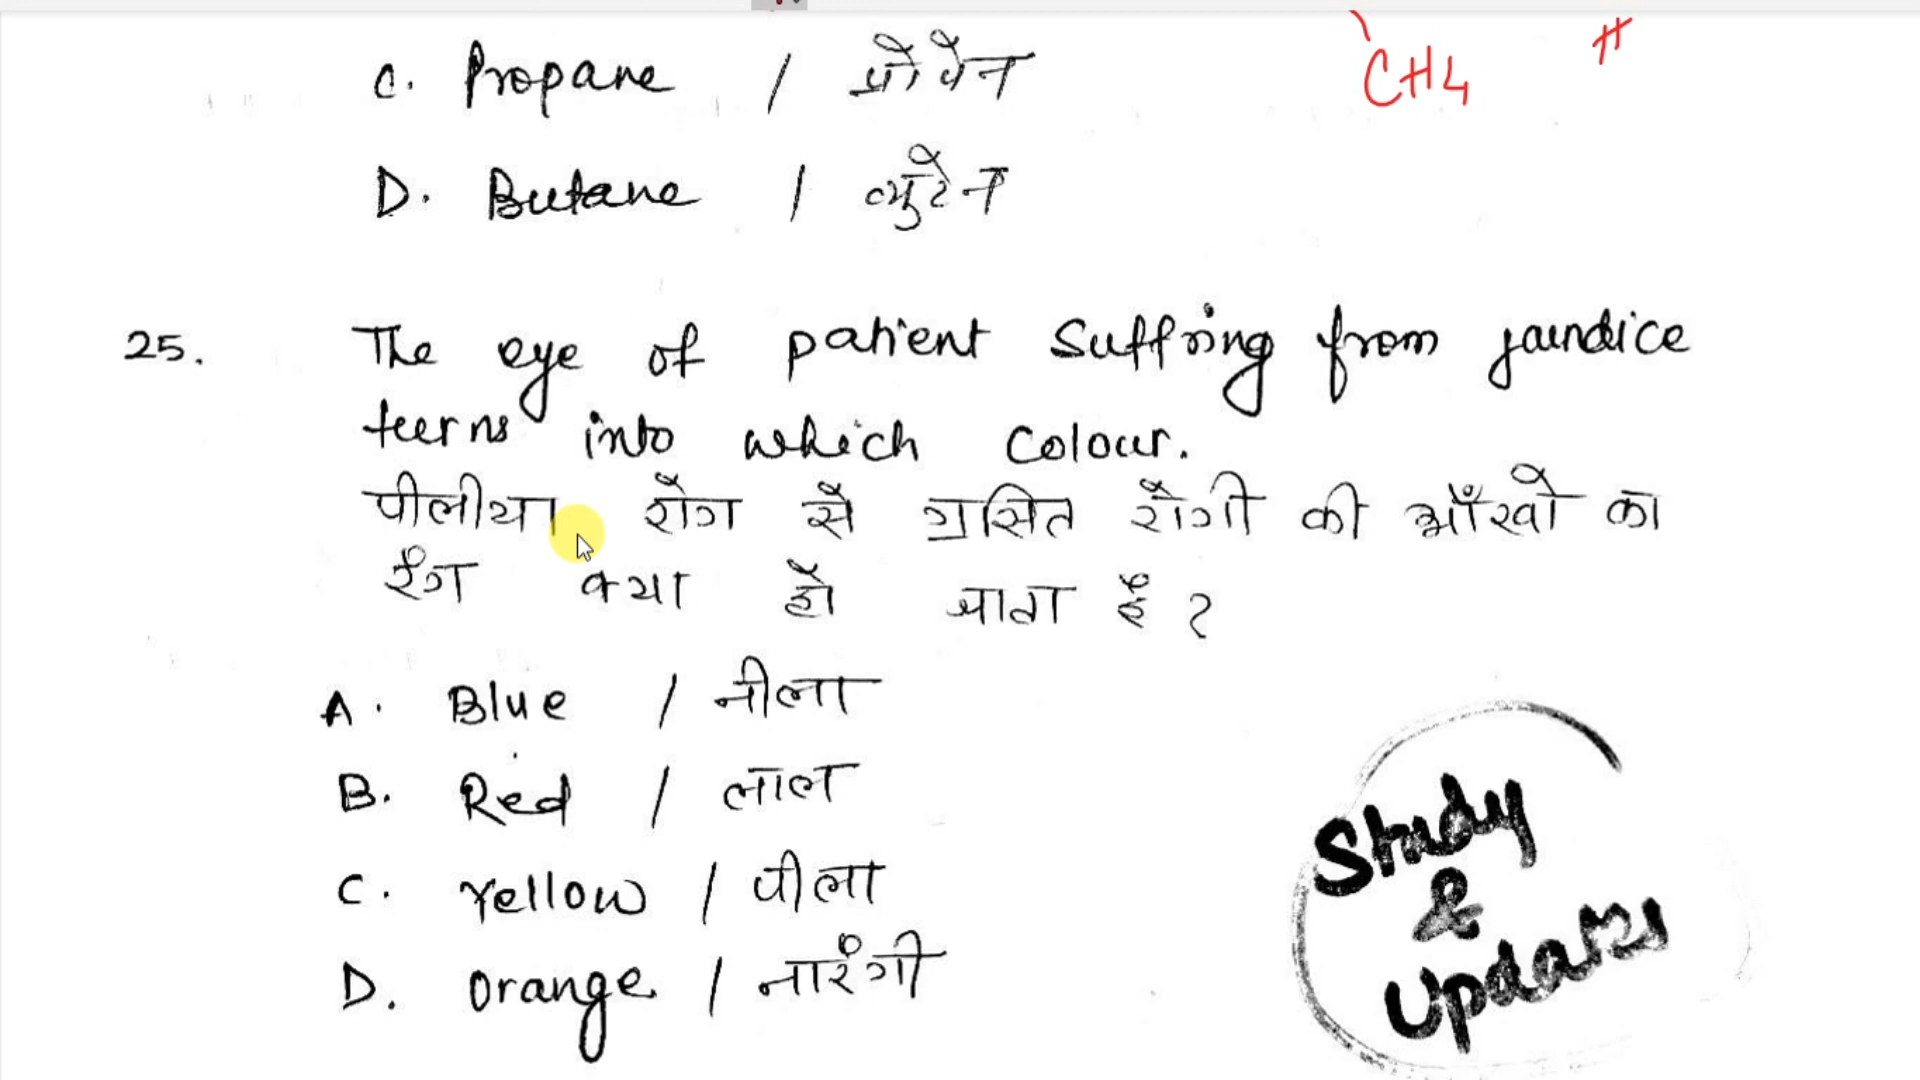 C. Propane / प्रोपेन
CH4
D. Butane / ब्युटेन
25. The eye of patient suffring from jaundice
teerns into which colour.
पीलीया रोग से ग्रसित रोगी की आँखो का
रंग क्या हो जाता है ?
A. Blue / नीला
B. Red / लाल
C. Yellow / पीला
D. Orange / नारंगी
Study
&
Updates